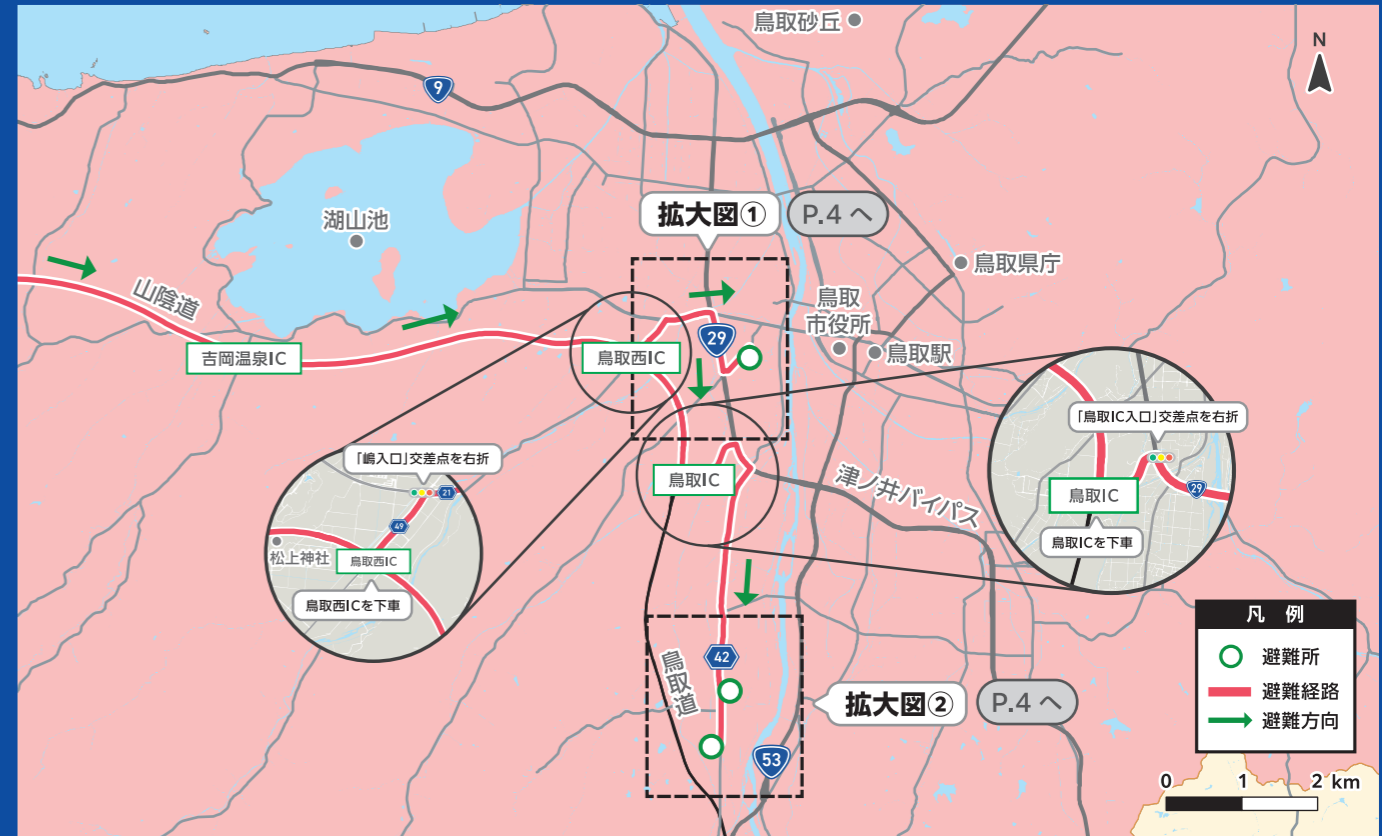 鳥取砂丘
N
9
拡大図①
P.4 へ
湖山池
鳥取県庁
山陰道
鳥取
市役所
29
鳥取駅
吉岡温泉IC
鳥取西IC
「鳥取IC入口」交差点を右折
「嶋入口」交差点を右折
鳥取IC
津ノ井バイパス
鳥取IC
29
21
49
鳥取ICを下車
松上神社
鳥取西IC
鳥取西ICを下車
凡 例
避難所
避難経路
避難方向
42
鳥取道
拡大図②
P.4 へ
53
0 1 2 km